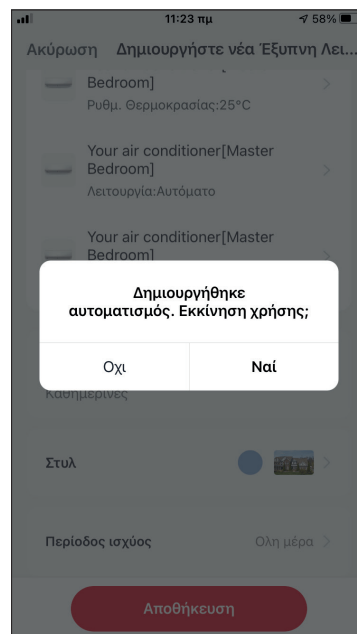 11:23 πμ
58%
Ακύρωση Δημιουργήστε νέα Έξυπνη Λει...
Bedroom]
Ρυθμ. Θερμοκρασίας:25°C
Your air conditioner[Master
Bedroom]
Λειτουργία:Αυτόματο
Your air conditioner[Master
Bedroom]
Δημιουργήθηκε
αυτοματισμός. Εκκίνηση χρήσης;
Οχι
Ναί
Καθημερινές
Στυλ
Περίοδος ισχύος
Ολη μέρα
Αποθήκευση